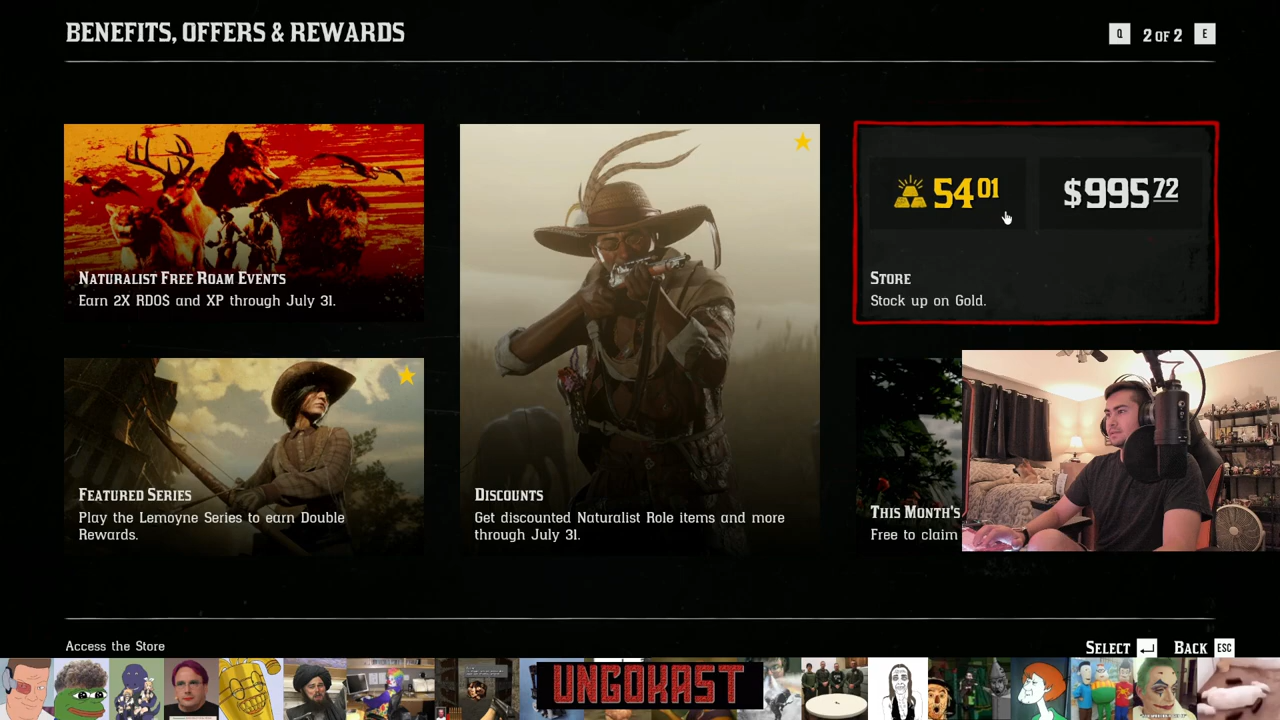 BENEFITS, OFFERS & REWARDS
Q 2 OF 2 E
NATURALIST FREE ROAM EVENTS
Earn 2X RDO$ and XP through July 31.
FEATURED SERIES
Play the Lemoyne Series to earn Double
Rewards.
DISCOUNTS
Get discounted Naturalist Role items and more
through July 31.
54 01
$995 72
STORE
Stock up on Gold.
THIS MONTH'S
Free to claim
Access the Store
SELECT
BACK ESC
UNGOKAST